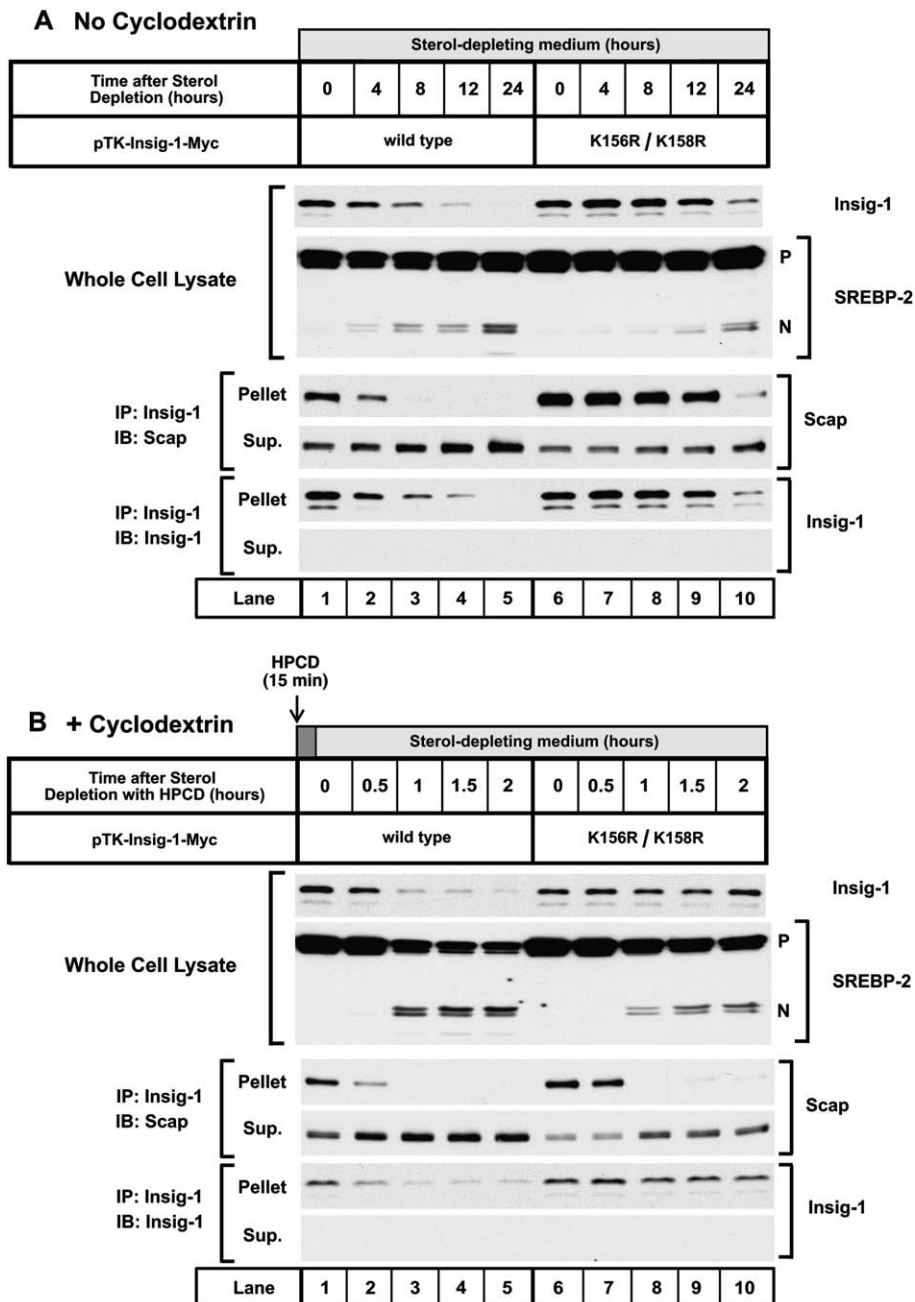 A No Cyclodextrin
Sterol-depleting medium (hours)
Time after Sterol
Depletion (hours)
0 4 8 12 24 0 4 8 12 24
pTK-Insig-1-Myc wild type K156R / K158R
Insig-1
Whole Cell Lysate
P
SREBP-2
N
IP: Insig-1
IB: Scap
Pellet
Sup.
Scap
IP: Insig-1
IB: Insig-1
Pellet
Sup.
Insig-1
Lane 1 2 3 4 5 6 7 8 9 10
HPCD
(15 min)
B + Cyclodextrin
Sterol-depleting medium (hours)
Time after Sterol
Depletion with HPCD (hours)
0 0.5 1 1.5 2 0 0.5 1 1.5 2
pTK-Insig-1-Myc wild type K156R / K158R
Insig-1
Whole Cell Lysate
P
SREBP-2
N
IP: Insig-1
IB: Scap
Pellet
Sup.
Scap
IP: Insig-1
IB: Insig-1
Pellet
Sup.
Insig-1
Lane 1 2 3 4 5 6 7 8 9 10